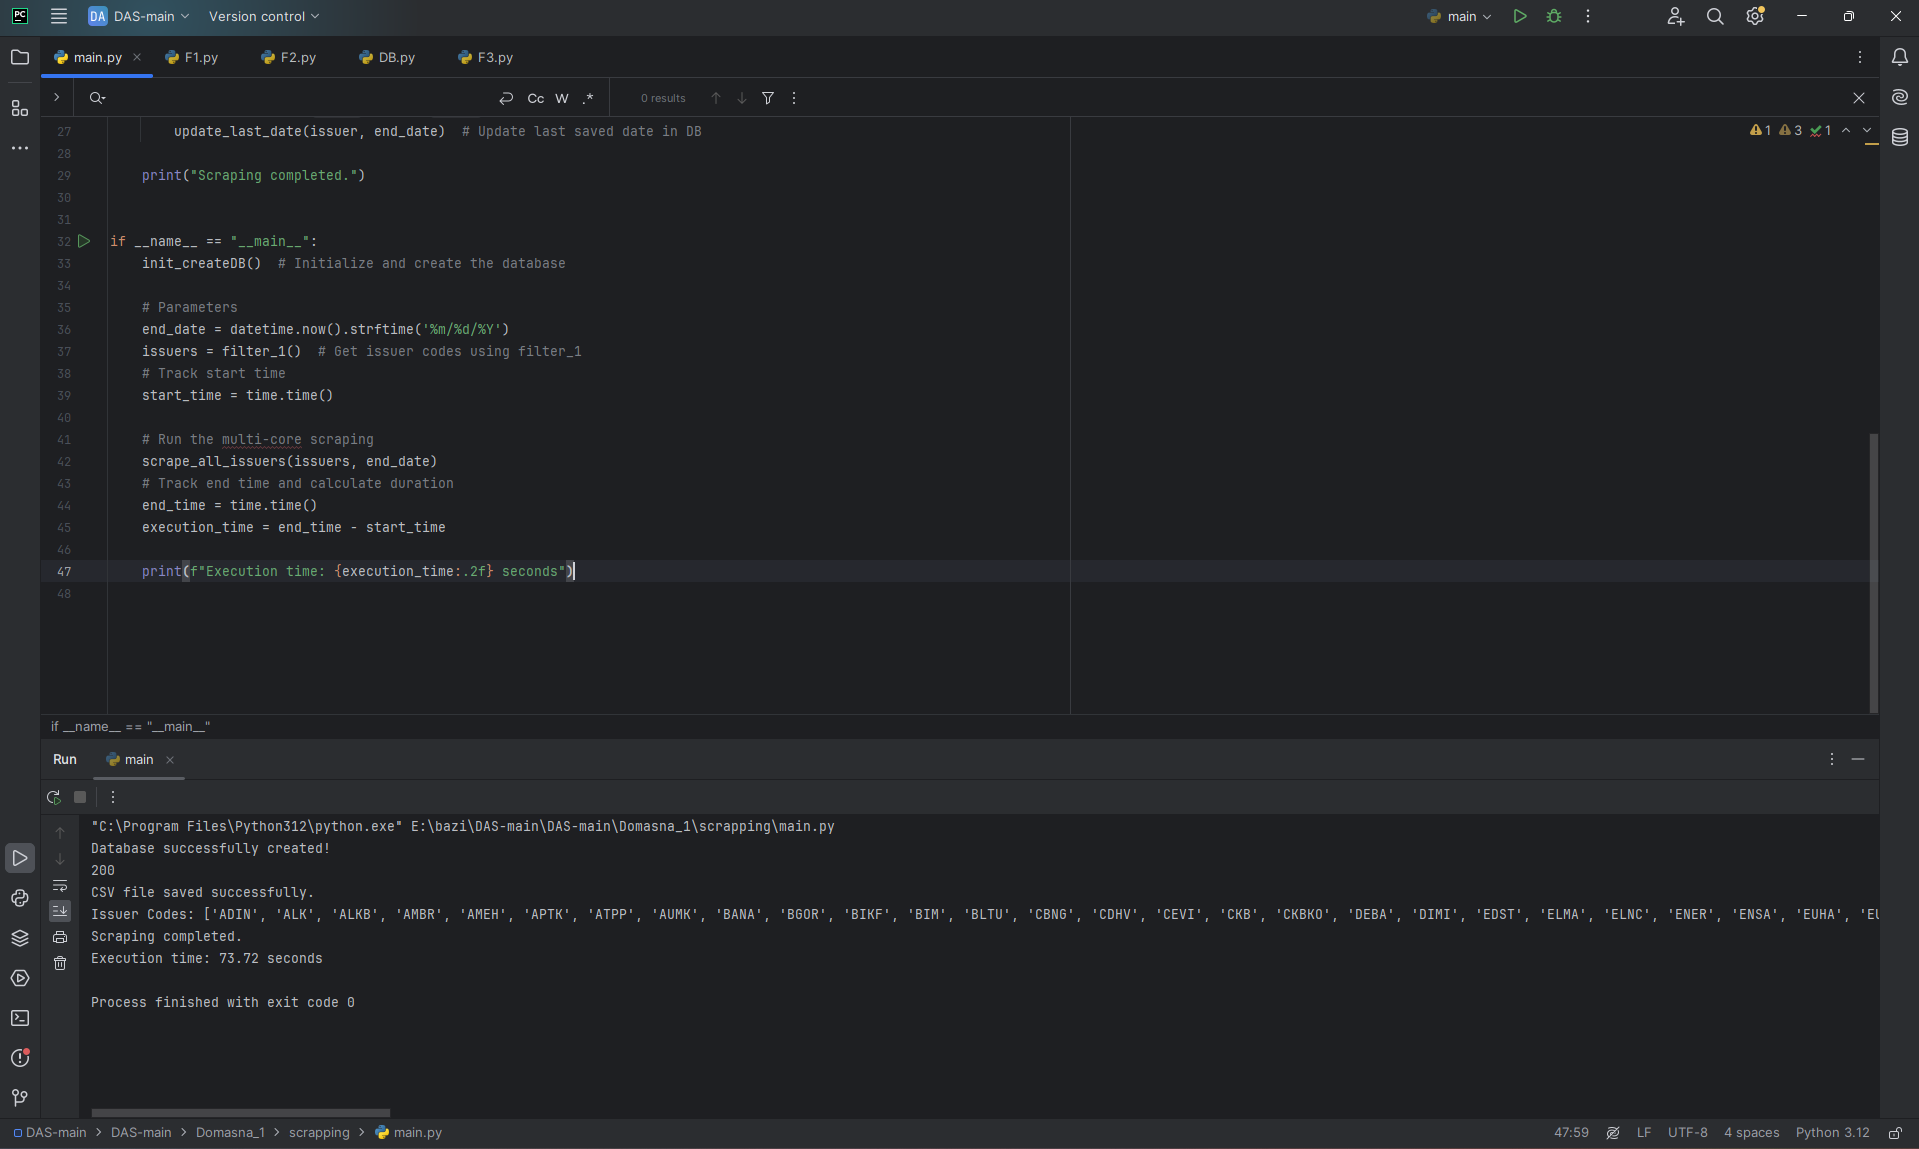 PC DA DAS-main Version control main
main.py F1.py F2.py DB.py F3.py
Cc W .* 0 results
27 update_last_date(issuer, end_date)  # Update last saved date in DB 1 3 1
28
29 print("Scraping completed.")
30
31
32 if __name__ == "__main__":
33 init_createDB()  # Initialize and create the database
34
35 # Parameters
36 end_date = datetime.now().strftime('%m/%d/%Y')
37 issuers = filter_1()  # Get issuer codes using filter_1
38 # Track start time
39 start_time = time.time()
40
41 # Run the multi-core scraping
42 scrape_all_issuers(issuers, end_date)
43 # Track end time and calculate duration
44 end_time = time.time()
45 execution_time = end_time - start_time
46
47 print(f"Execution time: {execution_time:.2f} seconds")
48
if __name__ == "__main__"
Run main
"C:\Program Files\Python312\python.exe" E:\bazi\DAS-main\DAS-main\Domasna_1\scrapping\main.py
Database successfully created!
200
CSV file saved successfully.
Issuer Codes: ['ADIN', 'ALK', 'ALKB', 'AMBR', 'AMEH', 'APTK', 'ATPP', 'AUMK', 'BANA', 'BGOR', 'BIKF', 'BIM', 'BLTU', 'CBNG', 'CDHV', 'CEVI', 'CKB', 'CKBKO', 'DEBA', 'DIMI', 'EDST', 'ELMA', 'ELNC', 'ENER', 'ENSA', 'EUHA',
Scraping completed.
Execution time: 73.72 seconds
Process finished with exit code 0
DAS-main > DAS-main > Domasna_1 > scrapping > main.py 47:59 LF UTF-8 4 spaces Python 3.12